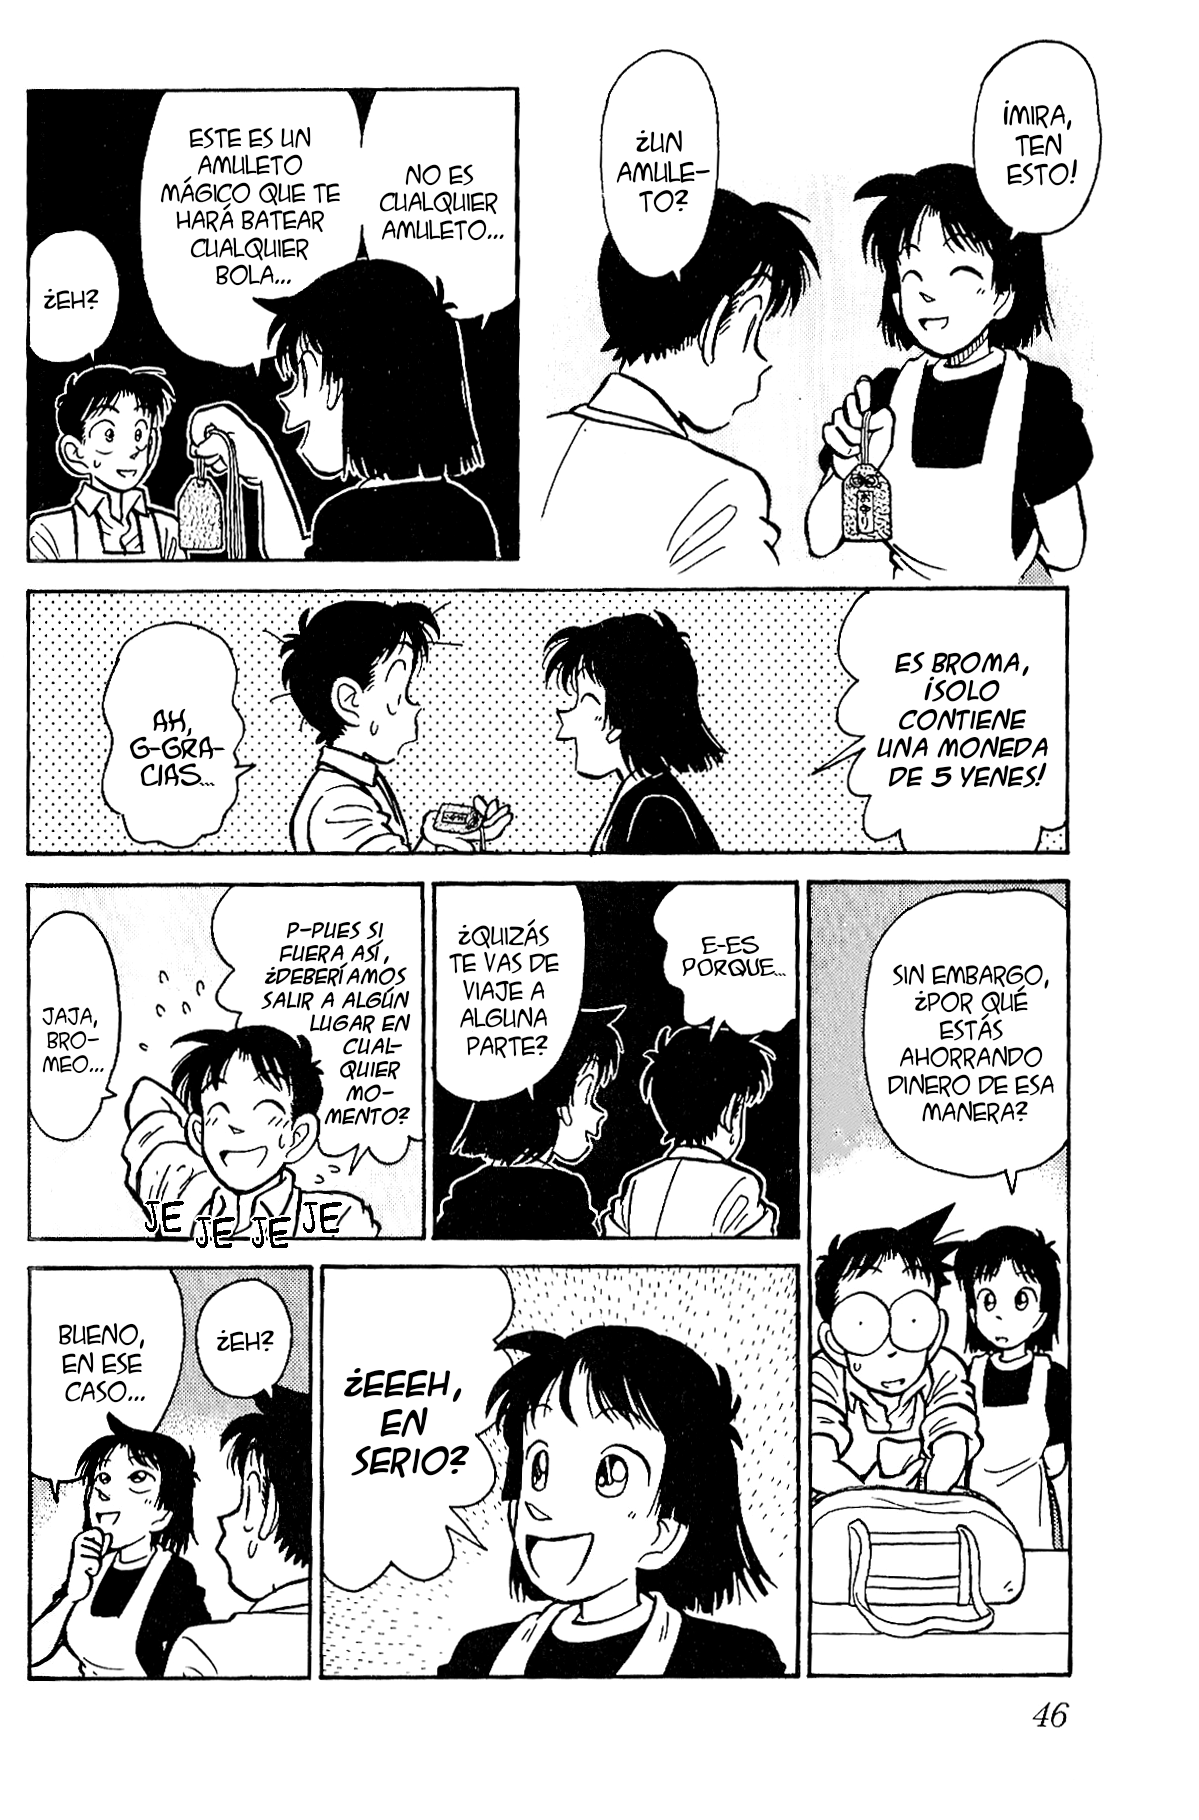 ¡MIRA,
TEN
ESTO!
¿UN
AMULE-
TO?
NO ES
CUALQUIER
AMULETO...
ESTE ES UN
AMULETO
MÁGICO QUE TE
HARÁ BATEAR
CUALQUIER
BOLA...
¿EH?
ES BROMA,
¡SOLO
CONTIENE
UNA MONEDA
DE 5 YENES!
AH,
G-GRA-
CIAS...
SIN EMBARGO,
¿POR QUÉ
ESTÁS
AHORRANDO
DINERO DE ESA
MANERA?
E-ES
PORQUE...
¿QUIZÁS
TE VAS DE
VIAJE A
ALGUNA
PARTE?
P-PUES SI
FUERA ASÍ,
¿DEBERÍAMOS
SALIR A ALGÚN
LUGAR EN
CUAL-
QUIER
MO-
MENTO?
JAJA,
BRO-
MEO...
JE
JE
JE
JE
¿EEEH,
EN
SERIO?
¿EH?
BUENO,
EN ESE
CASO...
46